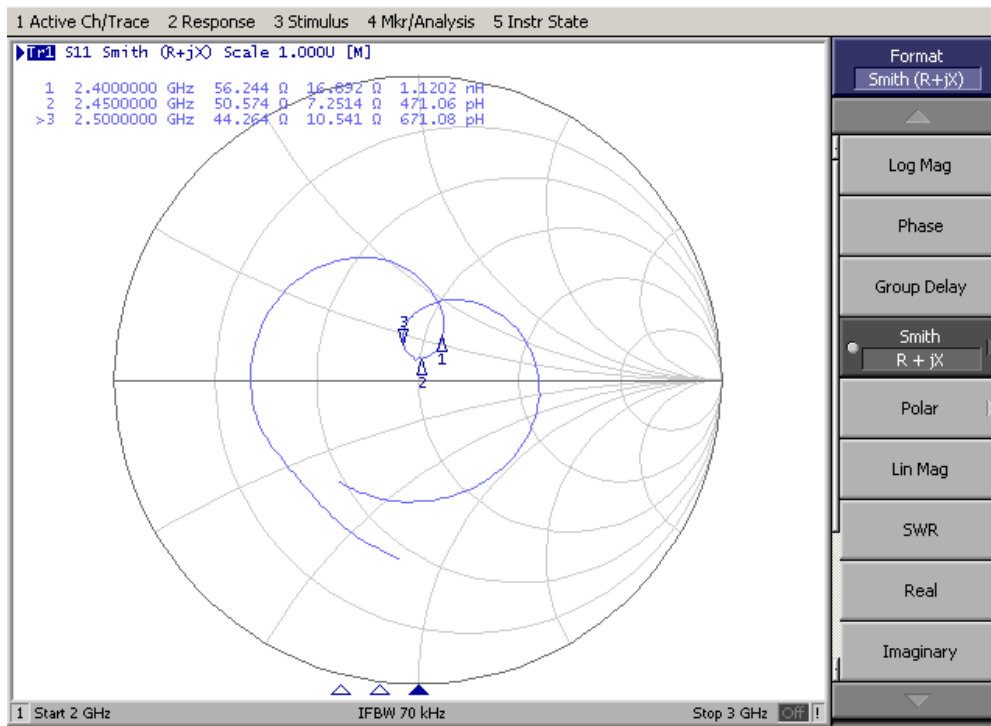 1 Active Ch/Trace 2 Response 3 Stimulus 4 Mkr/Analysis 5 Instr State
Tr1 S11 Smith (R+jX) Scale 1.000U [M]
1 2.4000000 GHz 56.244 Ω 16.892 Ω 1.1202 nH
2 2.4500000 GHz 50.574 Ω 7.2514 Ω 471.06 pH
>3 2.5000000 GHz 44.264 Ω 10.541 Ω 671.08 pH
3
1
2
1 Start 2 GHz IFBW 70 kHz Stop 3 GHz Off !
Format
Smith (R+jX)
Log Mag
Phase
Group Delay
Smith
R + jX
Polar
Lin Mag
SWR
Real
Imaginary